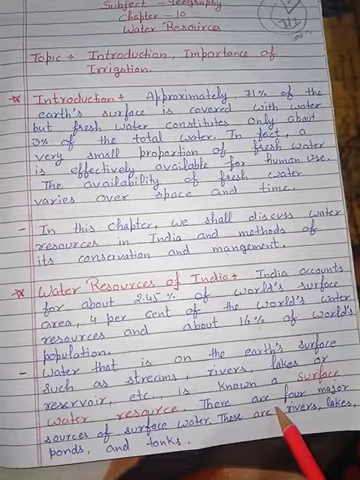 Subject - Geography
Chapter - 10
Water Resources
Topic ÷ Introduction, Importance of
Irrigation.
Introduction ÷ Approximately 71% of the
earth's surface is covered with water
but fresh water constitutes only about
3% of the total water. In fact, a
very small proportion of fresh water
is effectively available for human use.
The availability of fresh water
varies over space and time.
- In this chapter, we shall discuss water
resources in India and methods of
its conservation and mangement.
Water Resources of India ÷ India accounts
for about 2.45% of world's surface
area, 4 per cent of the world's water
resources and about 16% of world's
population.
- Water that is on the earth's surface
such as streams, rivers, lakes or
reservoir, etc., is known a surface
water resource. There are four major
sources of surface water. These are rivers, lakes,
ponds, and tanks.